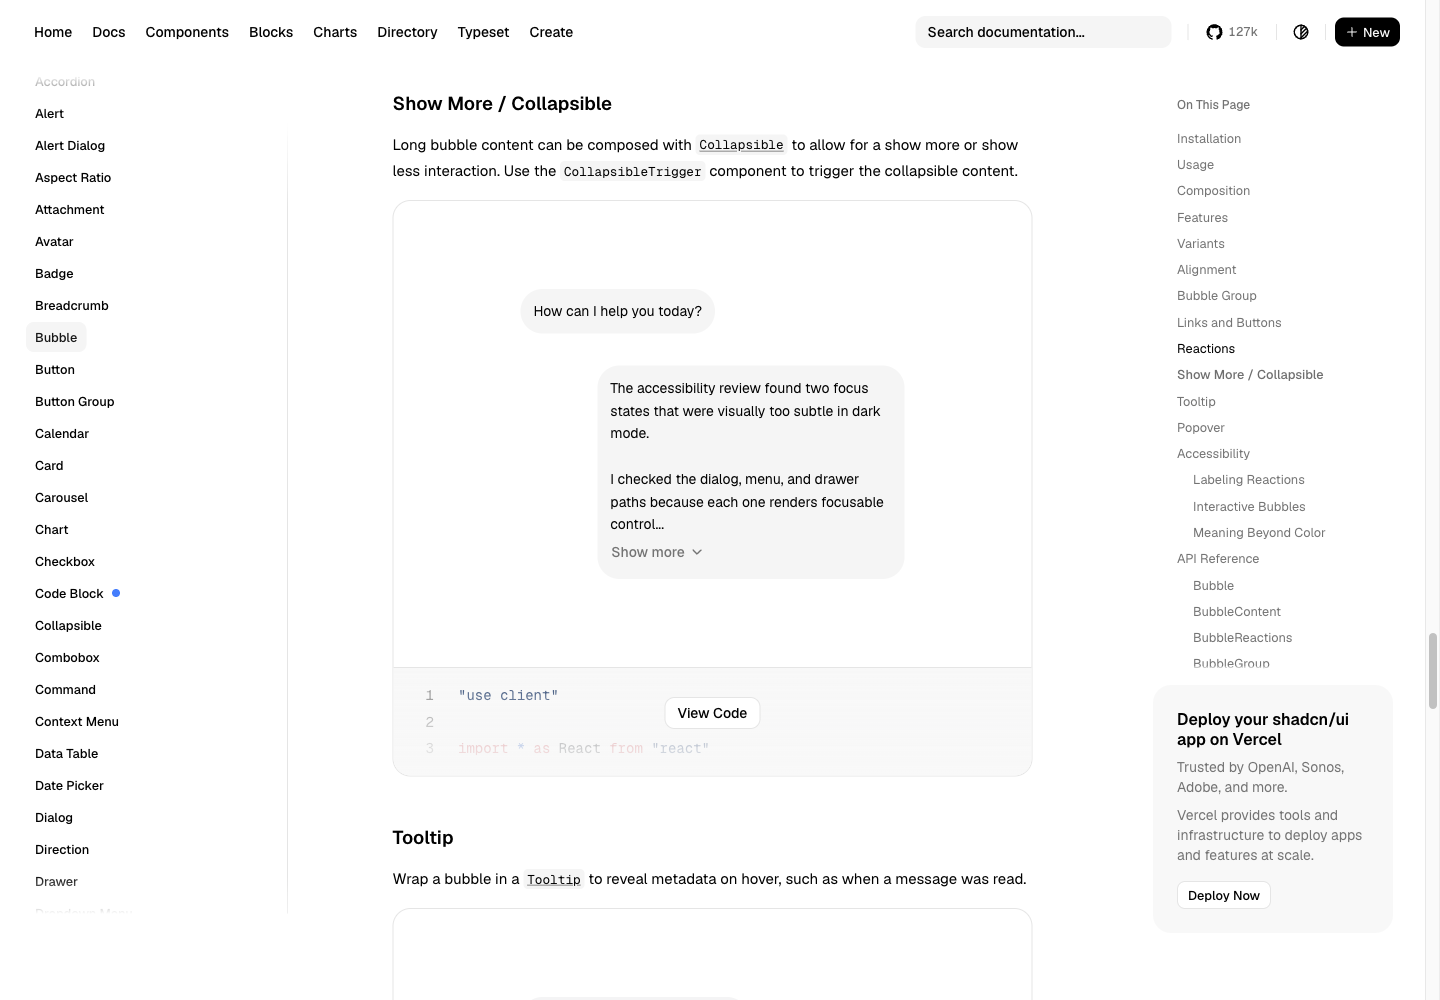 Home Docs Components Blocks Charts Directory Typeset Create
Search documentation...
127k
New
Accordion
Alert
Alert Dialog
Aspect Ratio
Attachment
Avatar
Badge
Breadcrumb
Bubble
Button
Button Group
Calendar
Card
Carousel
Chart
Checkbox
Code Block
Collapsible
Combobox
Command
Context Menu
Data Table
Date Picker
Dialog
Direction
Drawer
Dropdown Menu
Show More / Collapsible
Long bubble content can be composed with Collapsible to allow for a show more or show
less interaction. Use the CollapsibleTrigger component to trigger the collapsible content.
How can I help you today?
The accessibility review found two focus
states that were visually too subtle in dark
mode.
I checked the dialog, menu, and drawer
paths because each one renders focusable
control...
Show more
1 "use client"
2
View Code
3 import * as React from "react"
Tooltip
Wrap a bubble in a Tooltip to reveal metadata on hover, such as when a message was read.
On This Page
Installation
Usage
Composition
Features
Variants
Alignment
Bubble Group
Links and Buttons
Reactions
Show More / Collapsible
Tooltip
Popover
Accessibility
Labeling Reactions
Interactive Bubbles
Meaning Beyond Color
API Reference
Bubble
BubbleContent
BubbleReactions
BubbleGroup
Deploy your shadcn/ui
app on Vercel
Trusted by OpenAI, Sonos,
Adobe, and more.
Vercel provides tools and
infrastructure to deploy apps
and features at scale.
Deploy Now